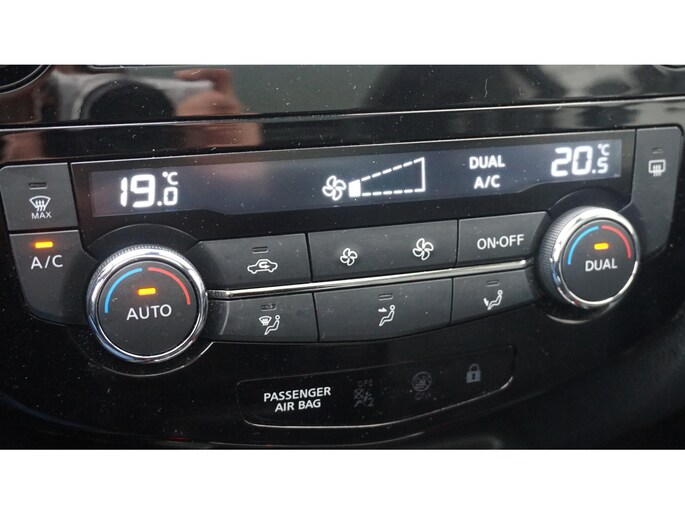 19.0 °C
DUAL
A/C
20.5 °C
MAX
A/C
AUTO
ON·OFF
DUAL
PASSENGER
AIR BAG